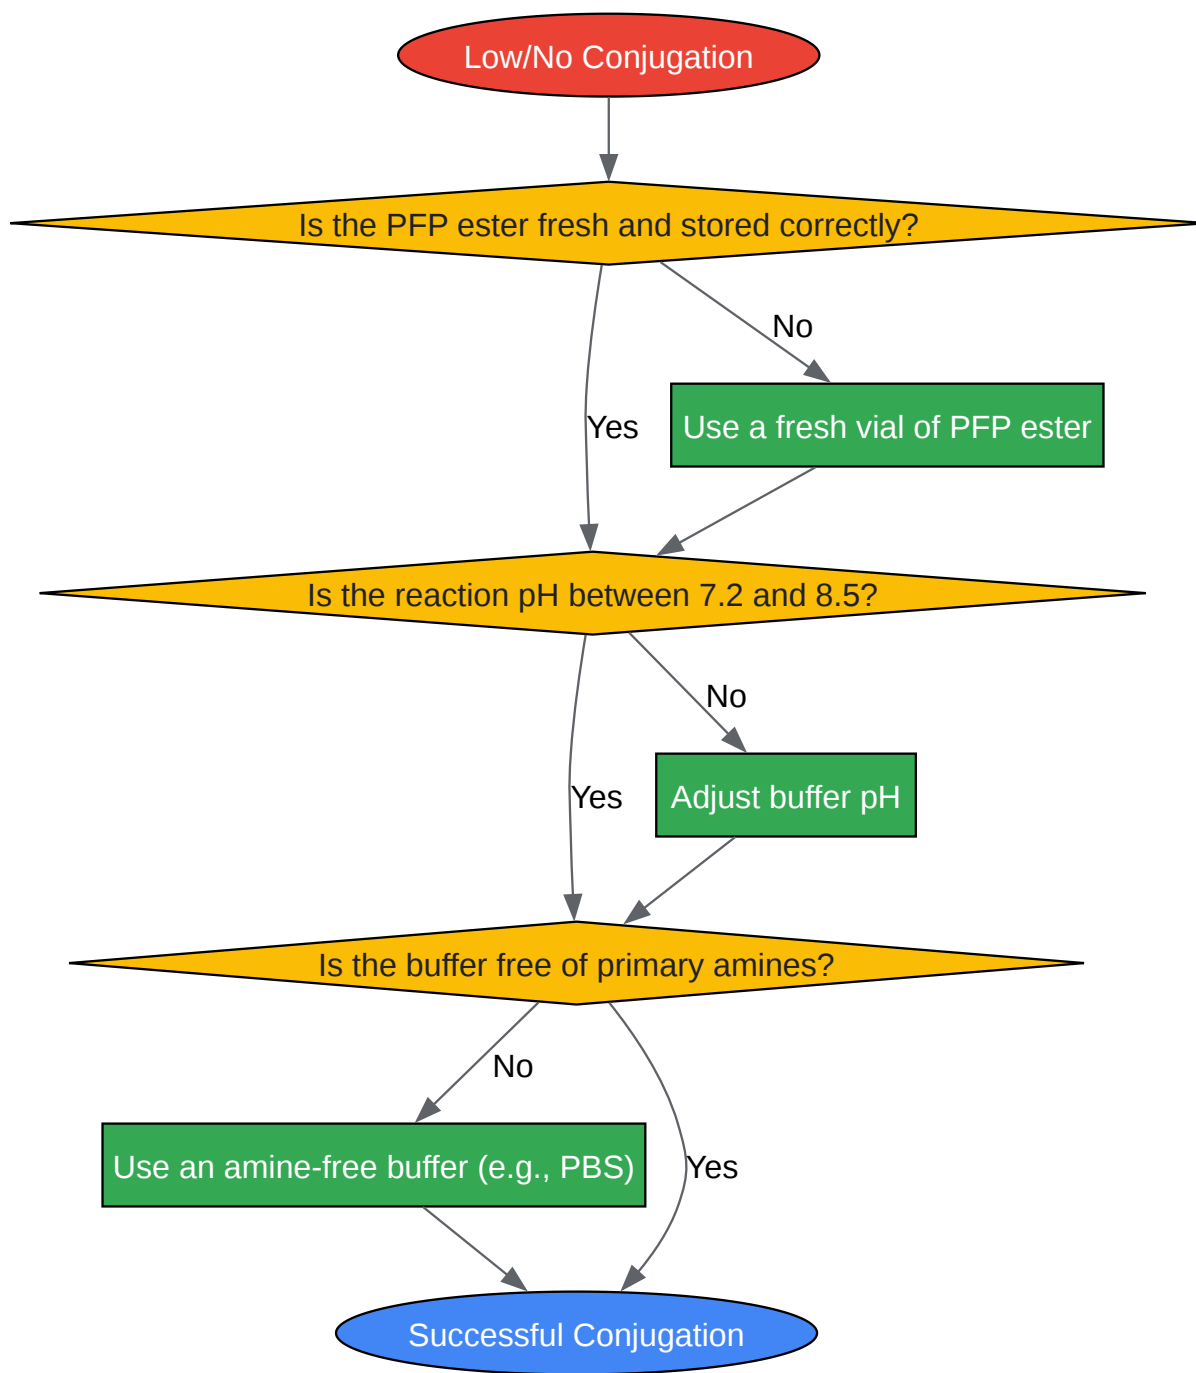 Low/No Conjugation
Is the PFP ester fresh and stored correctly?
No
Yes
Use a fresh vial of PFP ester
Is the reaction pH between 7.2 and 8.5?
No
Yes
Adjust buffer pH
Is the buffer free of primary amines?
No
Use an amine-free buffer (e.g., PBS)
Yes
Successful Conjugation